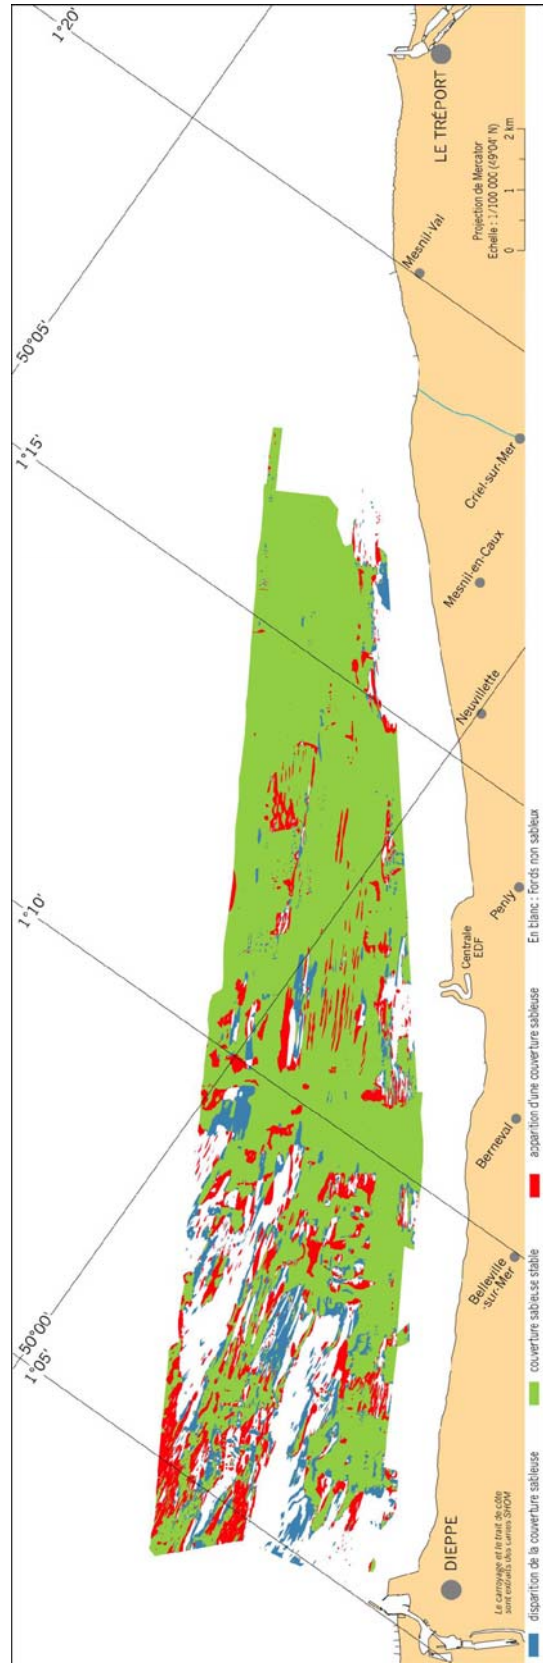 1°20'
50°05'
1°15'
1°10'
50°00'
1°05'
LE TRÉPORT
Mesnil-Val
Criel-sur-Mer
Mesnil-en-Caux
Neuvillette
Penly
Centrale
EDF
Berneval
Belleville
-sur-Mer
DIEPPE
Projection de Mercator
Echelle : 1/100 000 (49°04' N)
0 1 2 km
Le carroyage et le trait de côte
sont extraits des cartes SHOM
disparition de la couverture sableuse
couverture sableuse stable
apparition d'une couverture sableuse
En blanc : Fonds non sableux